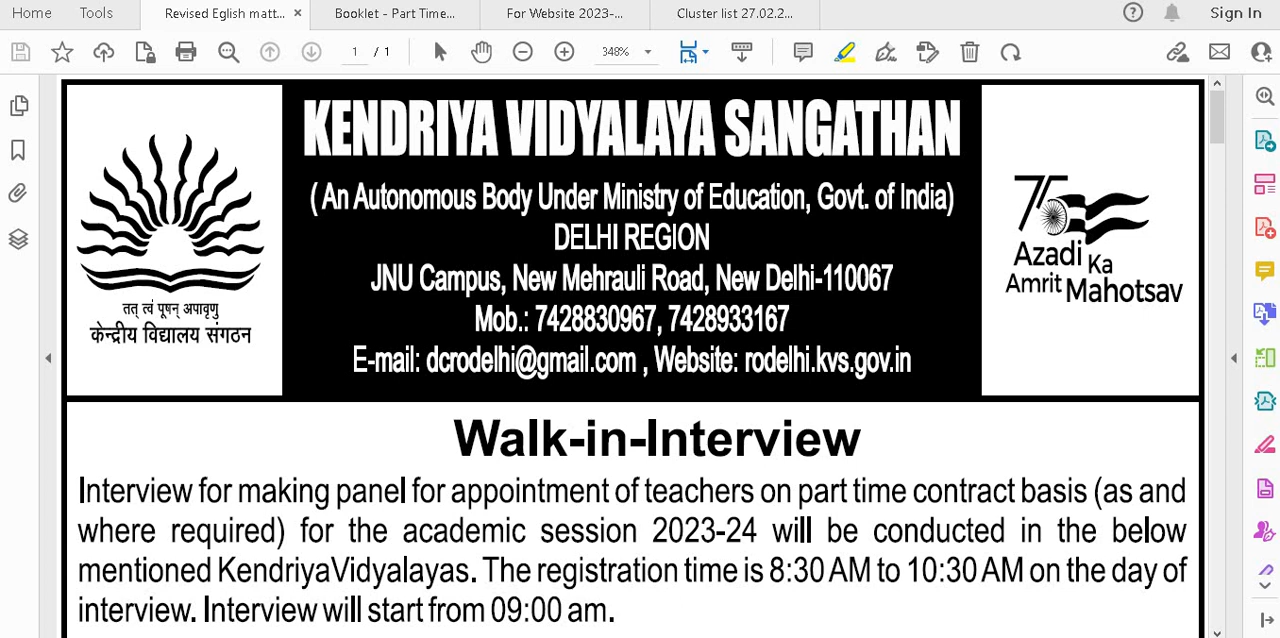 Home Tools Revised Eglish matt... × Booklet - Part Time... For Website 2023-... Cluster list 27.02.2... Sign In
1 / 1 348%
KENDRIYA VIDYALAYA SANGATHAN
( An Autonomous Body Under Ministry of Education, Govt. of India)
DELHI REGION
JNU Campus, New Mehrauli Road, New Delhi-110067
Mob.: 7428830967, 7428933167
E-mail: dcrodelhi@gmail.com , Website: rodelhi.kvs.gov.in
तत् त्वं पूषन् अपावृणु
केन्द्रीय विद्यालय संगठन
75
Azadi Ka
Amrit Mahotsav
Walk-in-Interview
Interview for making panel for appointment of teachers on part time contract basis (as and
where required) for the academic session 2023-24 will be conducted in the below
mentioned KendriyaVidyalayas. The registration time is 8:30 AM to 10:30 AM on the day of
interview. Interview will start from 09:00 am.